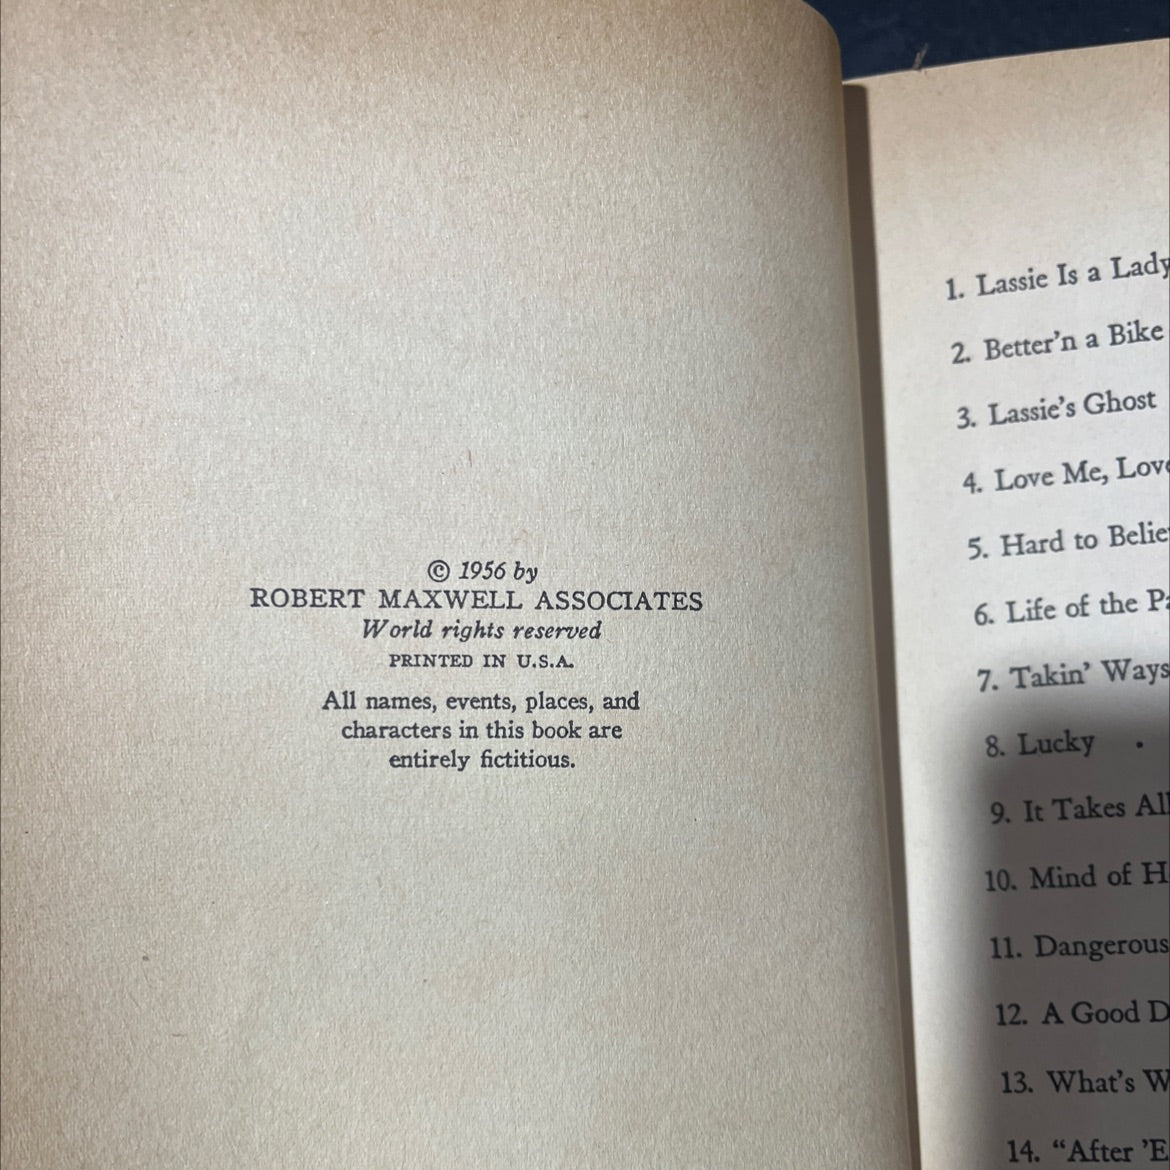 © 1956 by
ROBERT MAXWELL ASSOCIATES
World rights reserved
PRINTED IN U.S.A.
All names, events, places, and
characters in this book are
entirely fictitious.
1. Lassie Is a Lady
2. Better'n a Bike
3. Lassie's Ghost
4. Love Me,
5. Hard to
6. Life of the
7. Takin' Ways
8. Lucky .
9. It Takes All
10. Mind of
11. Dangerous
12. A Good
13. What's
14. "After